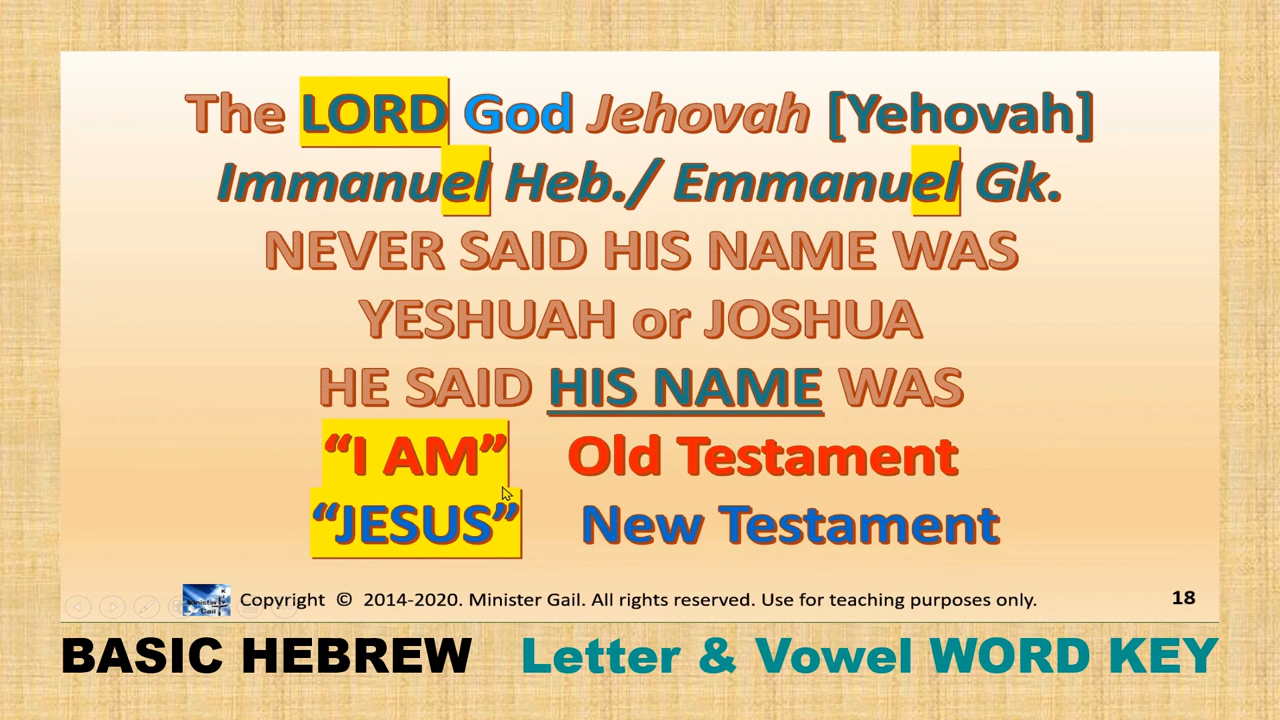 The LORD God Jehovah [Yehovah]
Immanuel Heb./ Emmanuel Gk.
NEVER SAID HIS NAME WAS
YESHUAH or JOSHUA
HE SAID HIS NAME WAS
“I AM” Old Testament
“JESUS” New Testament
Minister Gail
Copyright © 2014-2020. Minister Gail. All rights reserved. Use for teaching purposes only. 18
BASIC HEBREW Letter & Vowel WORD KEY